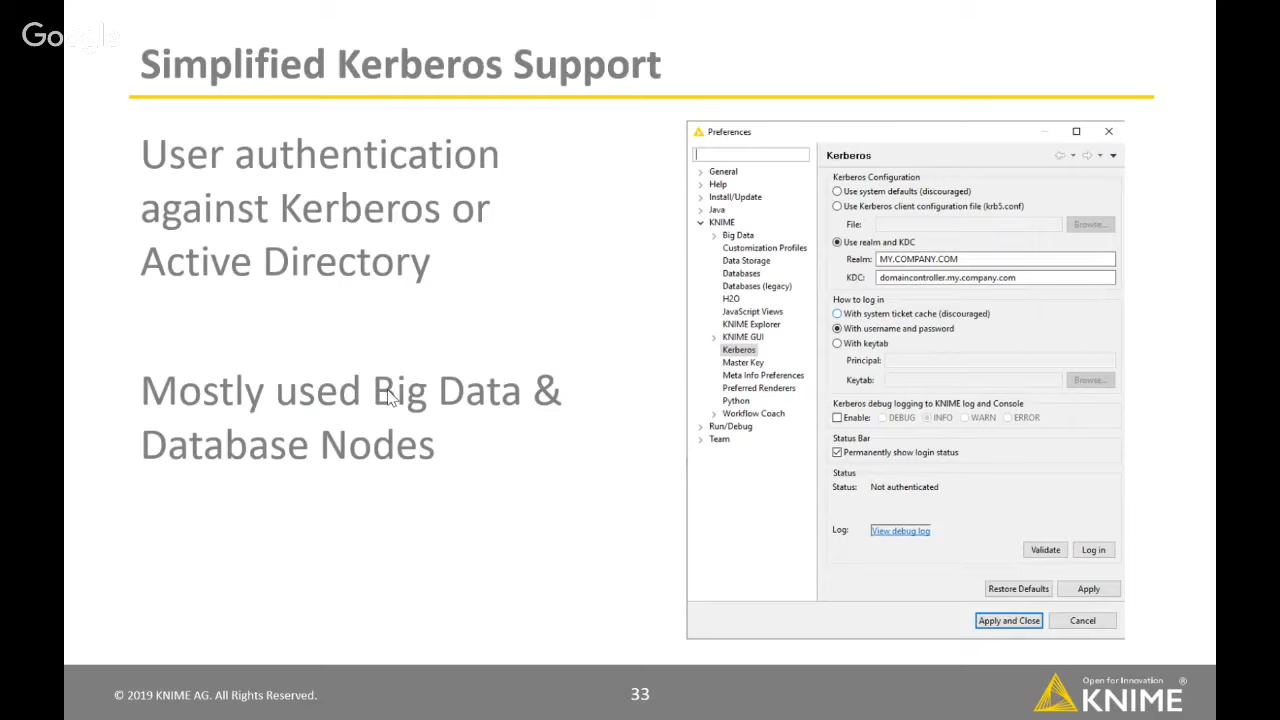 Google
Simplified Kerberos Support
User authentication
against Kerberos or
Active Directory
Mostly used Big Data &
Database Nodes
Preferences
General
Help
Install/Update
Java
KNIME
Big Data
Customization Profiles
Data Storage
Databases
Databases (legacy)
H2O
JavaScript Views
KNIME Explorer
KNIME GUI
Kerberos
Master Key
Meta Info Preferences
Preferred Renderers
Python
Workflow Coach
Run/Debug
Team
Kerberos
Kerberos Configuration
Use system defaults (discouraged)
Use Kerberos client configuration file (krb5.conf)
File: Browse...
Use realm and KDC
Realm: MY.COMPANY.COM
KDC: domaincontroller.my.company.com
How to log in
With system ticket cache (discouraged)
With username and password
With keytab
Principal:
Keytab: Browse...
Kerberos debug logging to KNIME log and Console
Enable: DEBUG INFO WARN ERROR
Status Bar
Permanently show login status
Status
Status: Not authenticated
Log: View debug log
Validate Log in
Restore Defaults Apply
Apply and Close Cancel
© 2019 KNIME AG. All Rights Reserved.
33
Open for Innovation ®
KNIME